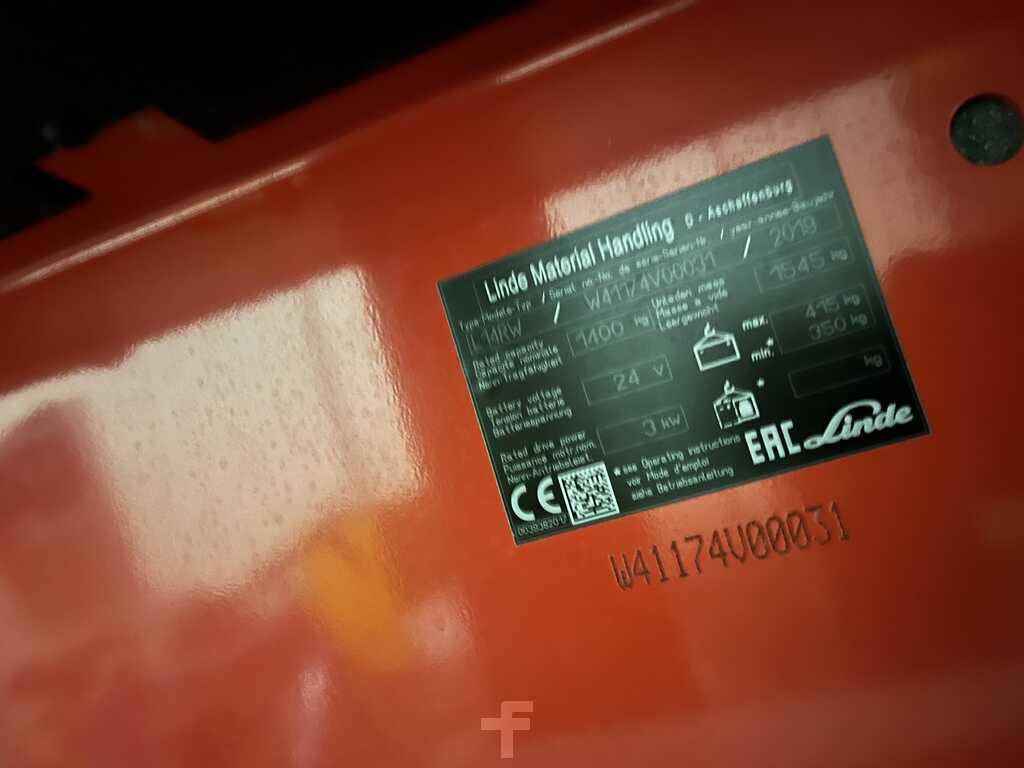 Linde Material Handling D - Aschaffenburg
Type-Modele-Typ / Serial no-No. de serie-Serien-Nr. / year-annee-Baujahr
L14RW / W41174V00031 / 2019
Rated capacity
Capacite nominale
Nenn-Tragfähigkeit
1400 kg
Unladen mass
Masse a vide
Leergewicht
1545 kg
Battery voltage
Tension batterie
Batteriespannung
24 V
max. 415 kg
min.* 350 kg
Rated drive power
Puissance motr.nom.
Nenn-Antriebsleist.
3 kW
* kg
* see Operating instructions
voir Mode d'emploi
siehe Betriebsanleitung
CE
EAC
Linde
W41174V00031